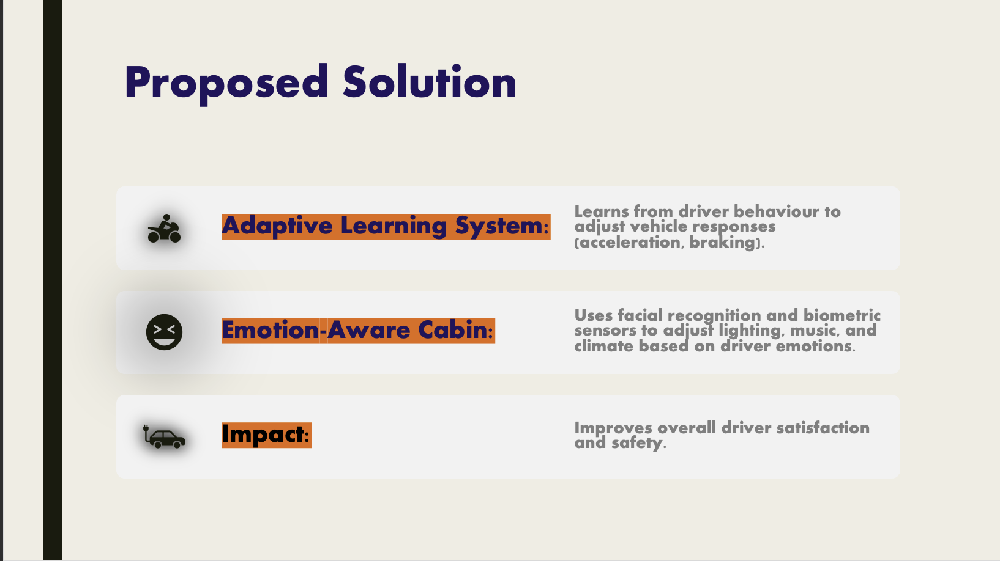 Proposed Solution
Adaptive Learning System:
Learns from driver behaviour to
adjust vehicle responses
(acceleration, braking).
Emotion-Aware Cabin:
Uses facial recognition and biometric
sensors to adjust lighting, music, and
climate based on driver emotions.
Impact:
Improves overall driver satisfaction
and safety.